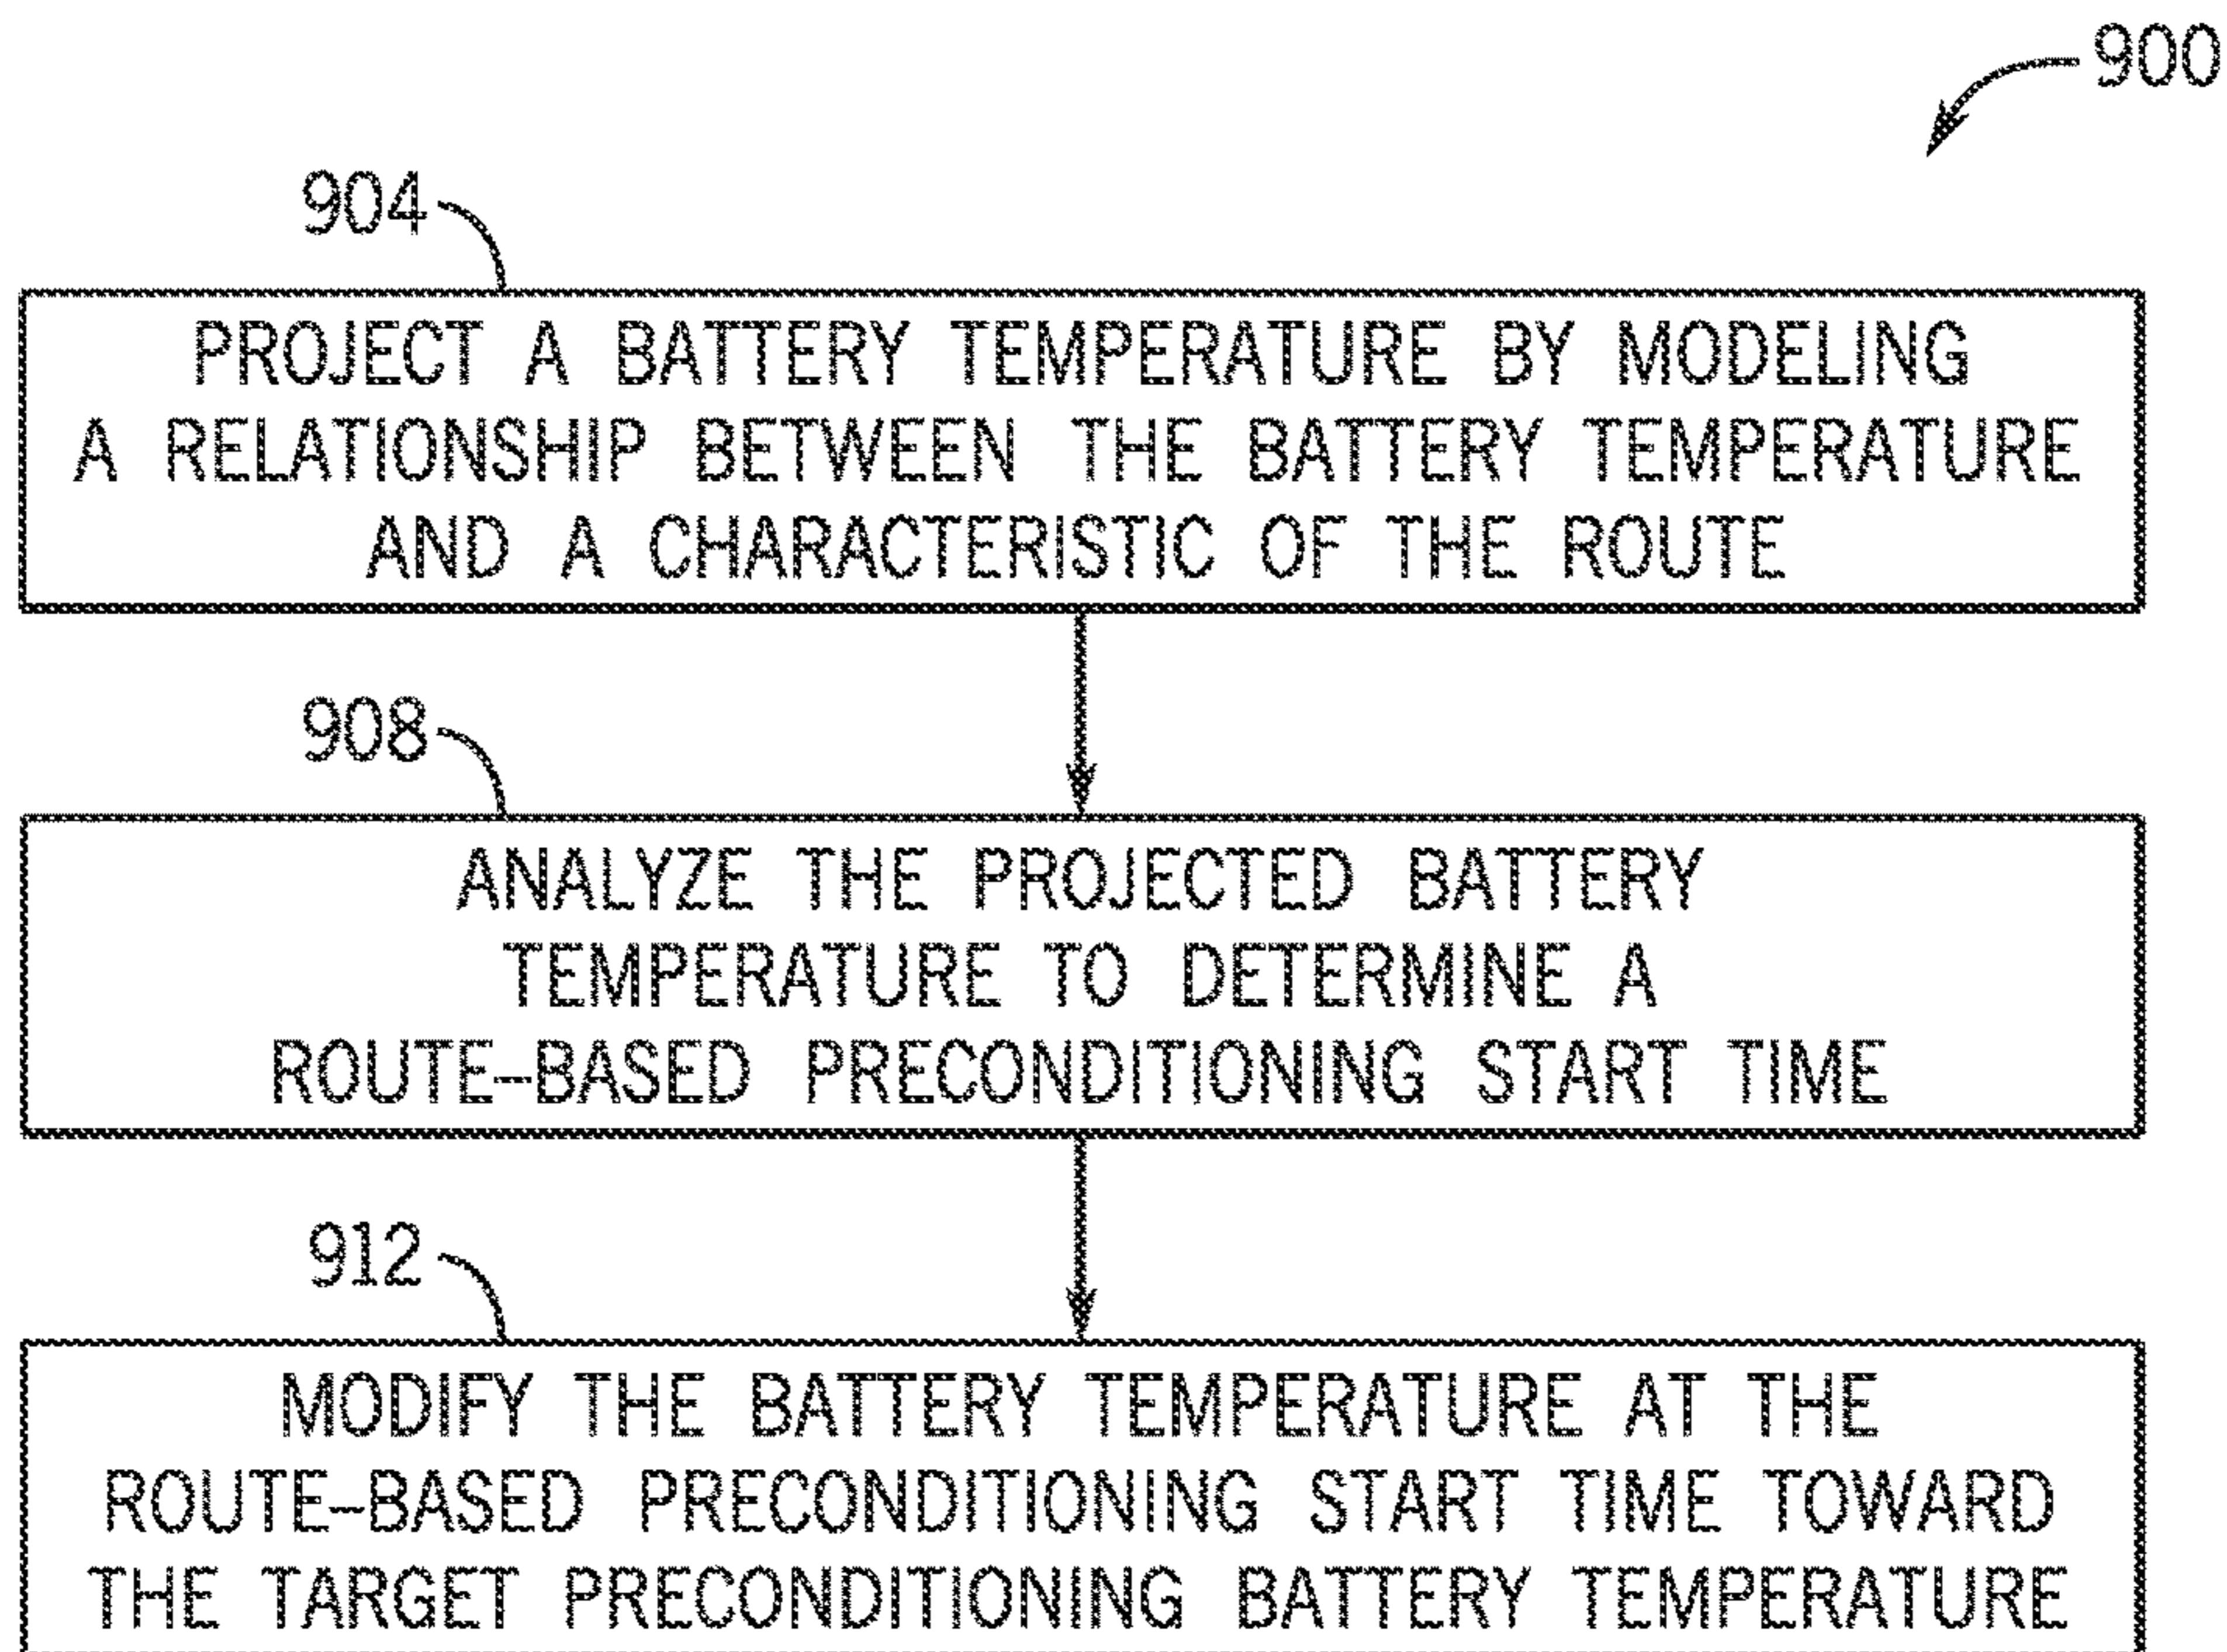 900
904
PROJECT A BATTERY TEMPERATURE BY MODELING
A RELATIONSHIP BETWEEN THE BATTERY TEMPERATURE
AND A CHARACTERISTIC OF THE ROUTE
908
ANALYZE THE PROJECTED BATTERY
TEMPERATURE TO DETERMINE A
ROUTE–BASED PRECONDITIONING START TIME
912
MODIFY THE BATTERY TEMPERATURE AT THE
ROUTE–BASED PRECONDITIONING START TIME TOWARD
THE TARGET PRECONDITIONING BATTERY TEMPERATURE